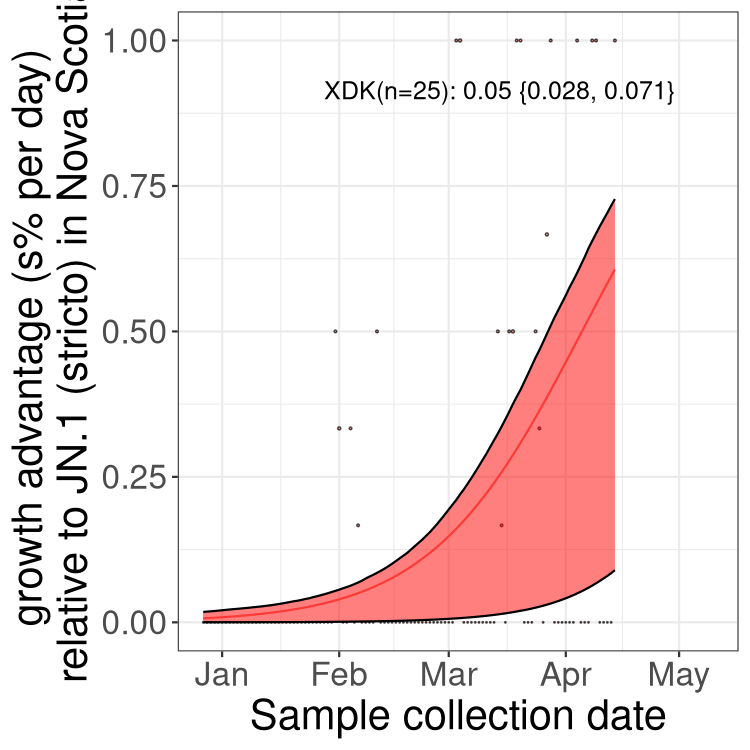 growth advantage (s% per day)
relative to JN.1 (stricto) in Nova Scotia
1.00
0.75
0.50
0.25
0.00
XDK(n=25): 0.05 {0.028, 0.071}
Jan Feb Mar Apr May
Sample collection date